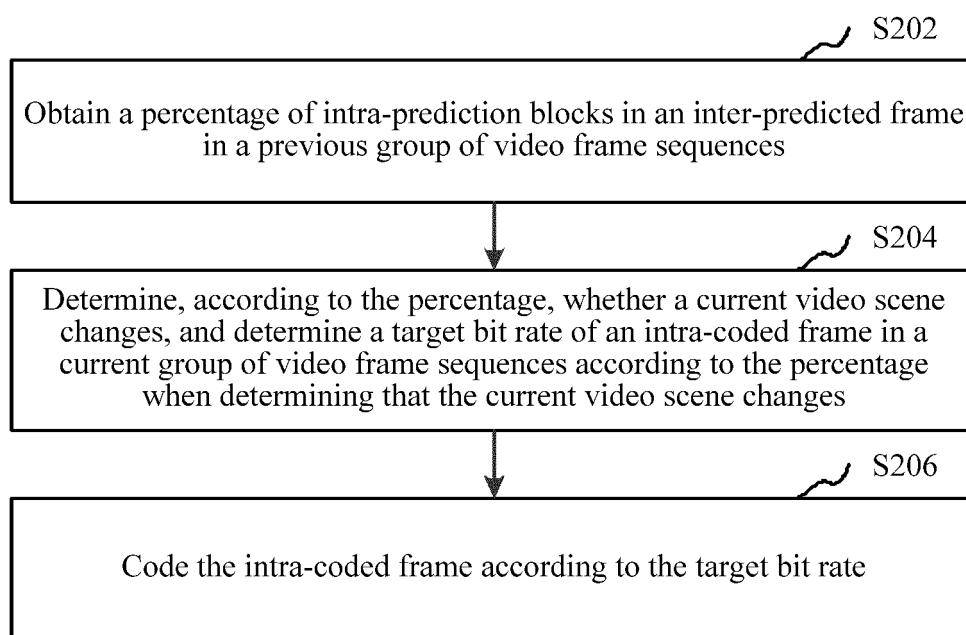 S202
Obtain a percentage of intra-prediction blocks in an inter-predicted frame
in a previous group of video frame sequences
S204
Determine, according to the percentage, whether a current video scene
changes, and determine a target bit rate of an intra-coded frame in a
current group of video frame sequences according to the percentage
when determining that the current video scene changes
S206
Code the intra-coded frame according to the target bit rate